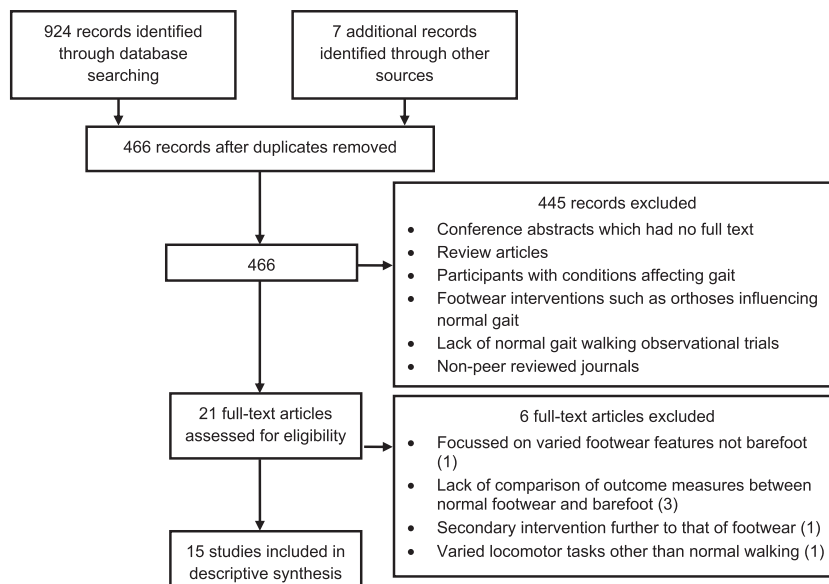 924 records identified
through database
searching
7 additional records
identified through other
sources
466 records after duplicates removed
445 records excluded
• Conference abstracts which had no full text
• Review articles
• Participants with conditions affecting gait
• Footwear interventions such as orthoses influencing
normal gait
• Lack of normal gait walking observational trials
• Non-peer reviewed journals
466
21 full-text articles
assessed for eligibility
6 full-text articles excluded
• Focussed on varied footwear features not barefoot
(1)
• Lack of comparison of outcome measures between
normal footwear and barefoot (3)
• Secondary intervention further to that of footwear (1)
• Varied locomotor tasks other than normal walking (1)
15 studies included in
descriptive synthesis